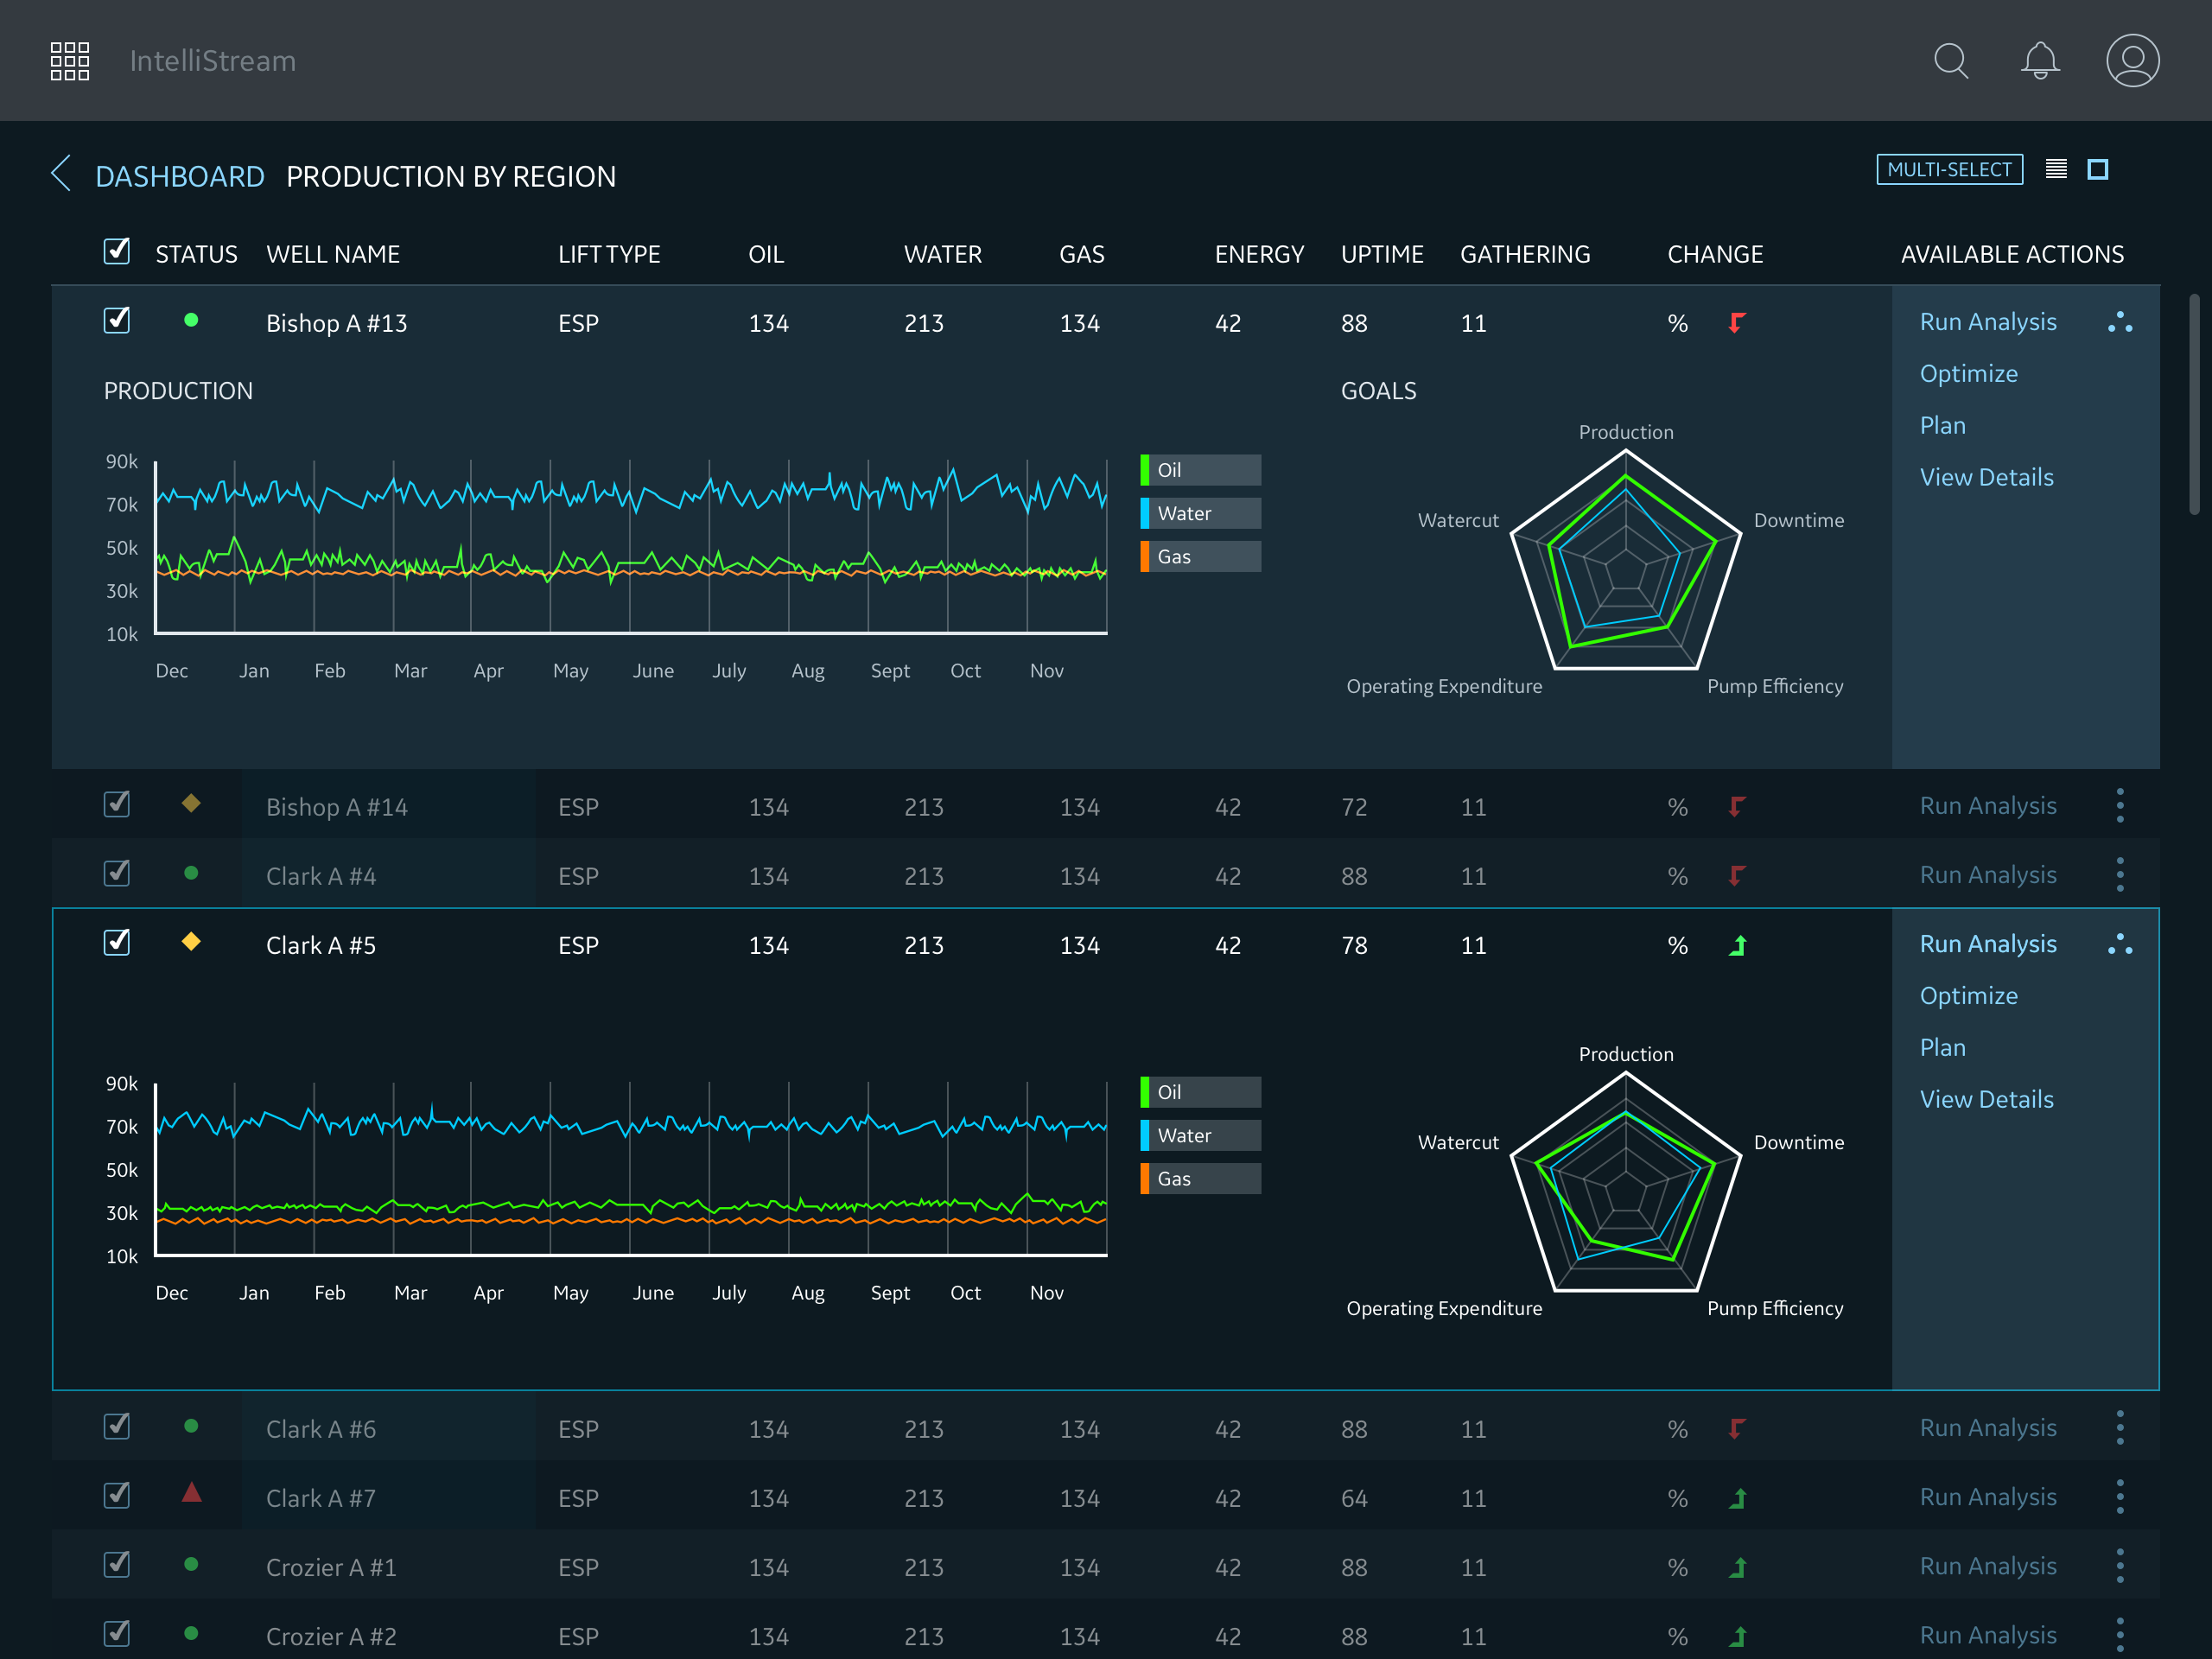 IntelliStream
DASHBOARD PRODUCTION BY REGION
MULTI-SELECT
STATUS WELL NAME LIFT TYPE OIL WATER GAS ENERGY UPTIME GATHERING CHANGE AVAILABLE ACTIONS
Bishop A #13 ESP 134 213 134 42 88 11 % Run Analysis
Optimize
Plan
View Details
PRODUCTION
90k
70k
50k
30k
10k
Dec Jan Feb Mar Apr May June July Aug Sept Oct Nov
Oil
Water
Gas
GOALS
Production
Watercut Downtime
Operating Expenditure Pump Efficiency
Bishop A #14 ESP 134 213 134 42 72 11 % Run Analysis
Clark A #4 ESP 134 213 134 42 88 11 % Run Analysis
Clark A #5 ESP 134 213 134 42 78 11 % Run Analysis
Optimize
Plan
View Details
90k
70k
50k
30k
10k
Dec Jan Feb Mar Apr May June July Aug Sept Oct Nov
Oil
Water
Gas
Production
Watercut Downtime
Operating Expenditure Pump Efficiency
Clark A #6 ESP 134 213 134 42 88 11 % Run Analysis
Clark A #7 ESP 134 213 134 42 64 11 % Run Analysis
Crozier A #1 ESP 134 213 134 42 88 11 % Run Analysis
Crozier A #2 ESP 134 213 134 42 88 11 % Run Analysis